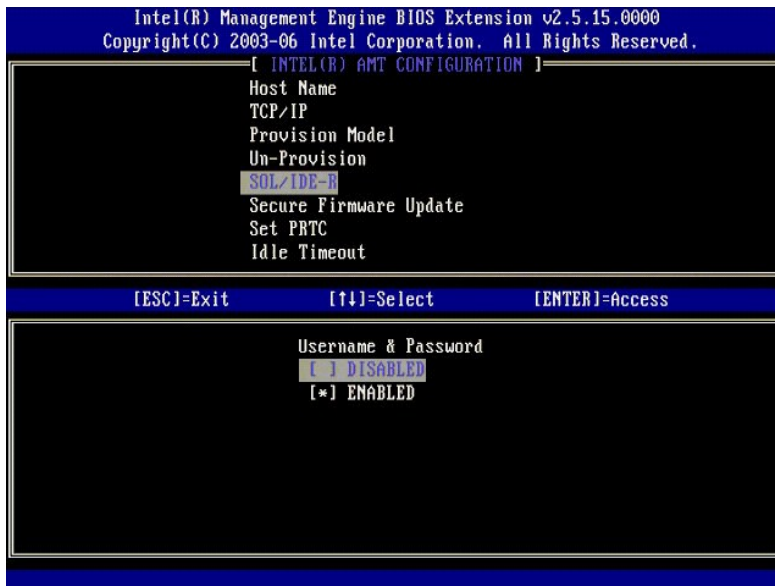 Intel(R) Management Engine BIOS Extension v2.5.15.0000
Copyright(C) 2003-06 Intel Corporation. All Rights Reserved.
[ INTEL(R) AMT CONFIGURATION ]
Host Name
TCP/IP
Provision Model
Un-Provision
SOL/IDE-R
Secure Firmware Update
Set PRTC
Idle Timeout
[ESC]=Exit [↑↓]=Select [ENTER]=Access
Username & Password
[ ] DISABLED
[*] ENABLED